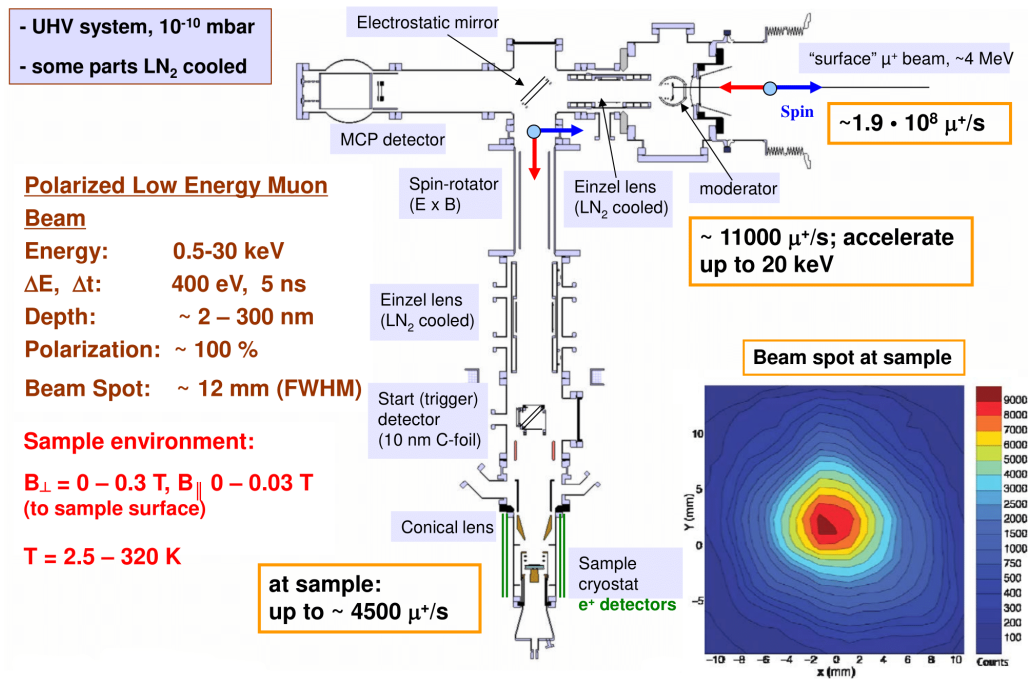 - UHV system, 10⁻¹⁰ mbar
- some parts LN₂ cooled
Electrostatic mirror
"surface" μ⁺ beam, ~4 MeV
Spin
~1.9 • 10⁸ μ⁺/s
MCP detector
Spin-rotator
(E x B)
Einzel lens
(LN₂ cooled)
moderator
~ 11000 μ⁺/s; accelerate
up to 20 keV
Polarized Low Energy Muon
Beam
Energy: 0.5-30 keV
ΔE, Δt: 400 eV, 5 ns
Depth: ~ 2 – 300 nm
Polarization: ~ 100 %
Beam Spot: ~ 12 mm (FWHM)
Einzel lens
(LN₂ cooled)
Start (trigger)
detector
(10 nm C-foil)
Sample environment:
B⊥ = 0 – 0.3 T, B∥ 0 – 0.03 T
(to sample surface)
T = 2.5 – 320 K
Conical lens
Sample
cryostat
e⁺ detectors
at sample:
up to ~ 4500 μ⁺/s
Beam spot at sample
Y (mm)
10
5
0
−5
−10 −8 −6 −4 −2 0 2 4 6 8 10
x (mm)
9000
8000
7000
6000
5000
4000
3000
2500
2000
1500
1000
750
500
400
300
200
100
Counts